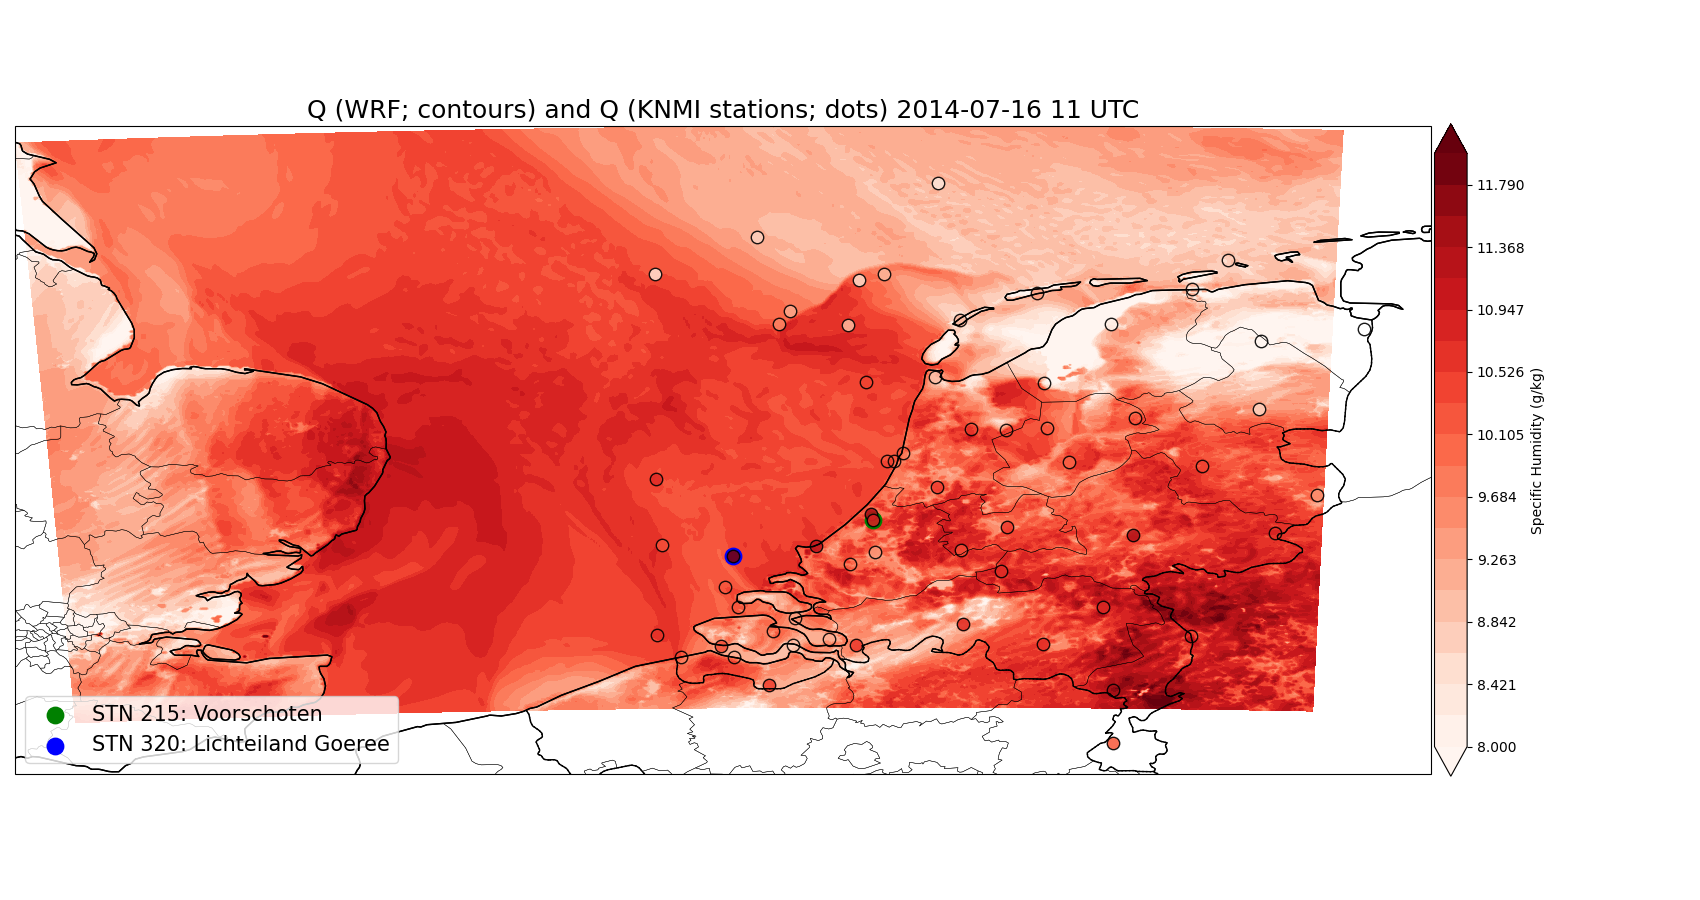 Q (WRF; contours) and Q (KNMI stations; dots) 2014-07-16 11 UTC
11.790
11.368
10.947
10.526
10.105
9.684
9.263
8.842
8.421
8.000
Specific Humidity (g/kg)
STN 215: Voorschoten
STN 320: Lichteiland Goeree